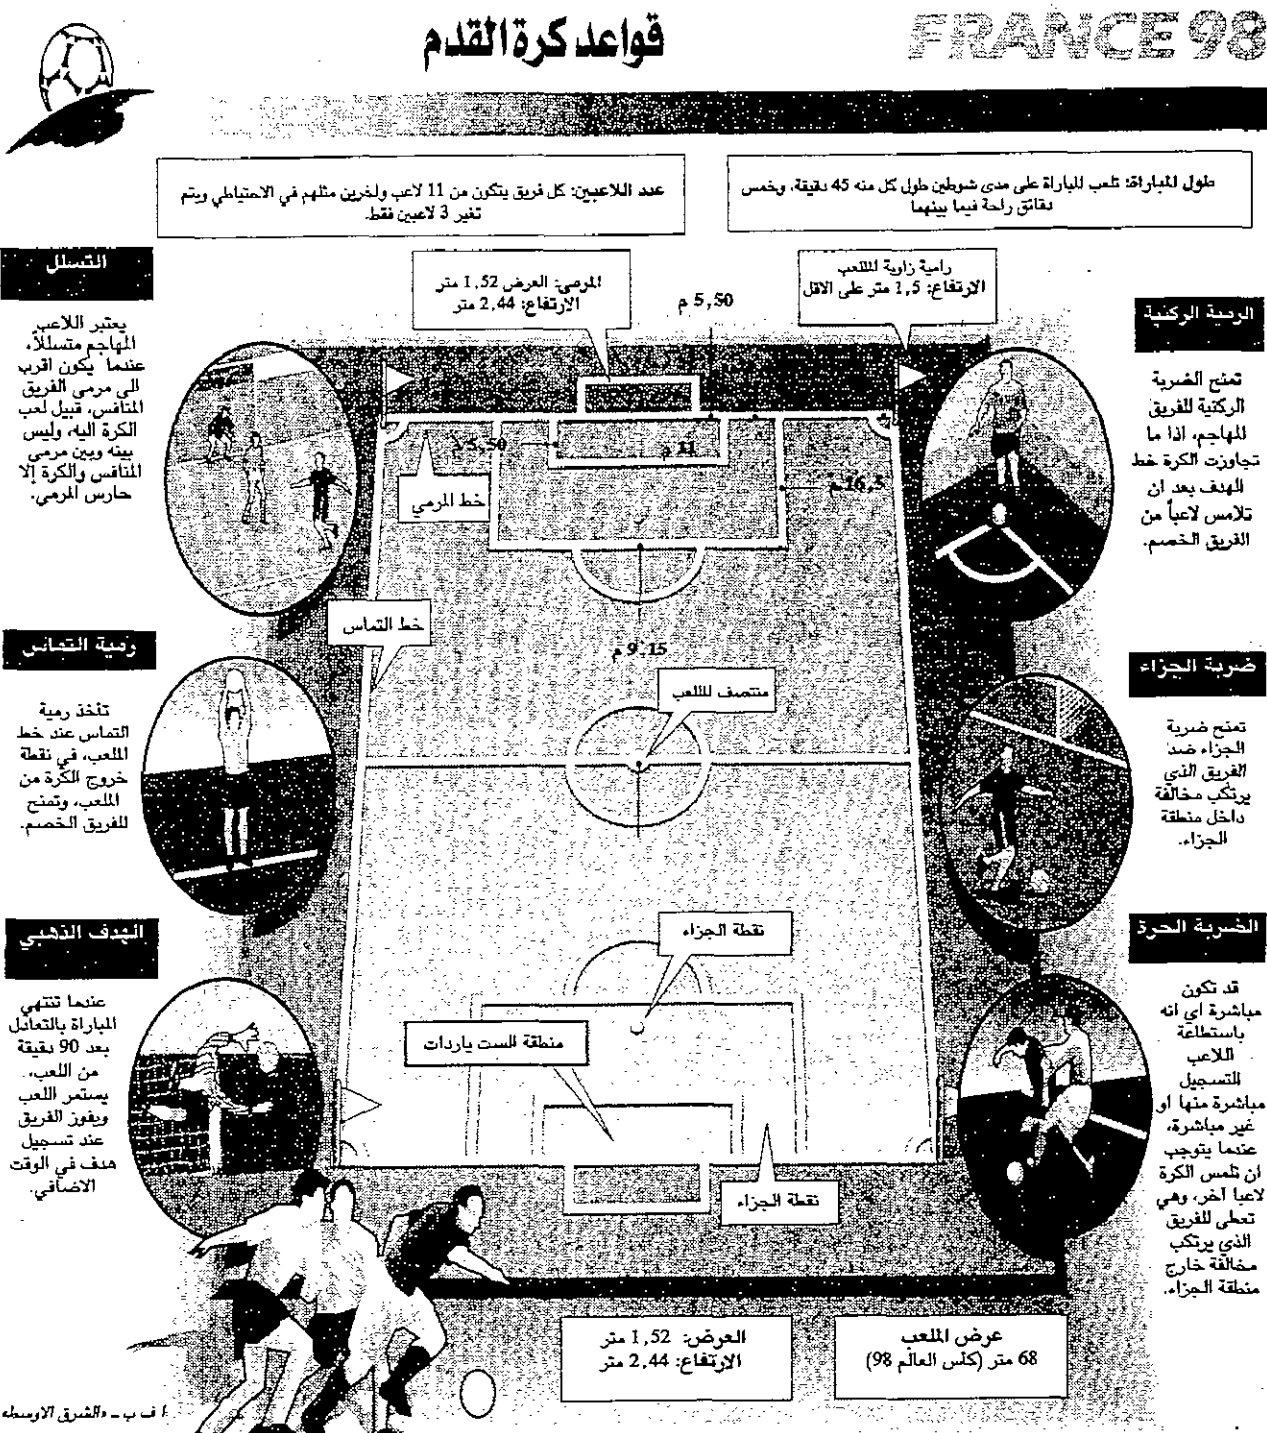 FRANCE 98
قواعد كرة القدم
طول المباراة: تلعب المباراة على مدى شوطين طول كل منه 45 دقيقة، وخمس
دقائق راحة فيما بينهما
عدد اللاعبين: كل فريق يتكون من 11 لاعب ولخرين مثلهم في الاحتياطي ويتم
تغير 3 لاعبين فقط.
رامية زاوية للملعب
الارتفاع: 1,5 متر على الاقل
5,50 م
المرمى: العرض 1,52 متر
الارتفاع: 2,44 متر
الرمية الركنية
تمنح الضربة
الركنية للفريق
المهاجم، اذا ما
تجاوزت الكرة خط
الهدف بعد ان
تلامس لاعباً من
الفريق الخصم.
ضربة الجزاء
تمنح ضربة
الجزاء ضد
الفريق الذي
يرتكب مخالفة
داخل منطقة
الجزاء.
الضربة الحرة
قد تكون
مباشرة اي انه
باستطاعة
اللاعب
التسجيل
مباشرة منها او
غير مباشرة،
عندما يتوجب
ان تلمس الكرة
لاعبا آخر، وهي
تعطى للفريق
الذي يرتكب
مخالفة خارج
منطقة الجزاء.
11 م
5,50 م
16,5 م
خط المرمي
خط التماس
9,15 م
منتصف للملعب
نقطة الجزاء
منطقة الست ياردات
نقطة الجزاء
التسلل
يعتبر اللاعب
المهاجم متسللاً،
عندما يكون اقرب
الى مرمى الفريق
المنافس، قبيل لعب
الكرة اليه، وليس
بينه وبين مرمى
المنافس والكرة إلا
حارس المرمي.
رمية التماس
تتخذ رمية
التماس عند خط
الملعب، في نقطة
خروج الكرة من
الملعب، وتمنح
للفريق الخصم.
الهدف الذهبي
عندما تنتهي
المباراة بالتعادل
بعد 90 دقيقة
من اللعب،
يستمر اللعب
ويفوز الفريق
عند تسجيل
هدف في الوقت
الاضافي.
عرض الملعب
68 متر (كأس العالم 98)
العرض: 1,52 متر
الارتفاع: 2,44 متر
ا ف ب ـ «الشرق الاوسط»